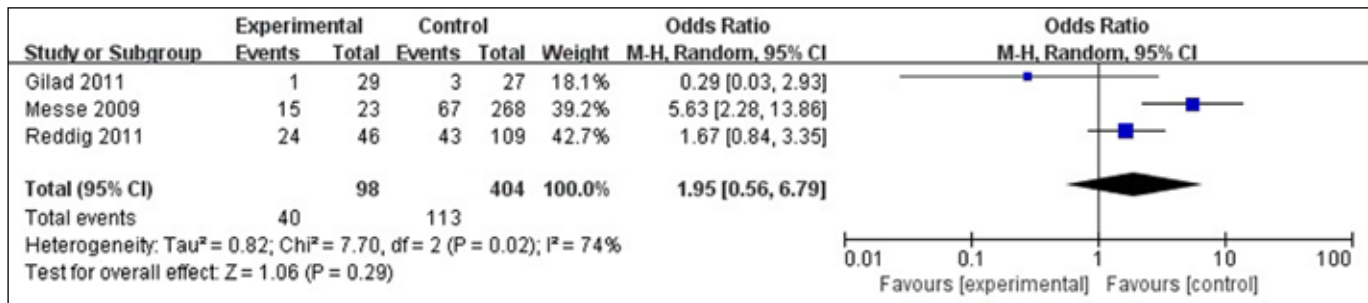 Experimental Control Odds Ratio Odds Ratio
Study or Subgroup Events Total Events Total Weight M-H, Random, 95% CI M-H, Random, 95% CI
Gilad 2011 1 29 3 27 18.1% 0.29 [0.03, 2.93]
Messe 2009 15 23 67 268 39.2% 5.63 [2.28, 13.86]
Reddig 2011 24 46 43 109 42.7% 1.67 [0.84, 3.35]
Total (95% CI) 98 404 100.0% 1.95 [0.56, 6.79]
Total events 40 113
Heterogeneity: Tau² = 0.82; Chi² = 7.70, df = 2 (P = 0.02); I² = 74%
Test for overall effect: Z = 1.06 (P = 0.29)
0.01 0.1 1 10 100
Favours [experimental] Favours [control]